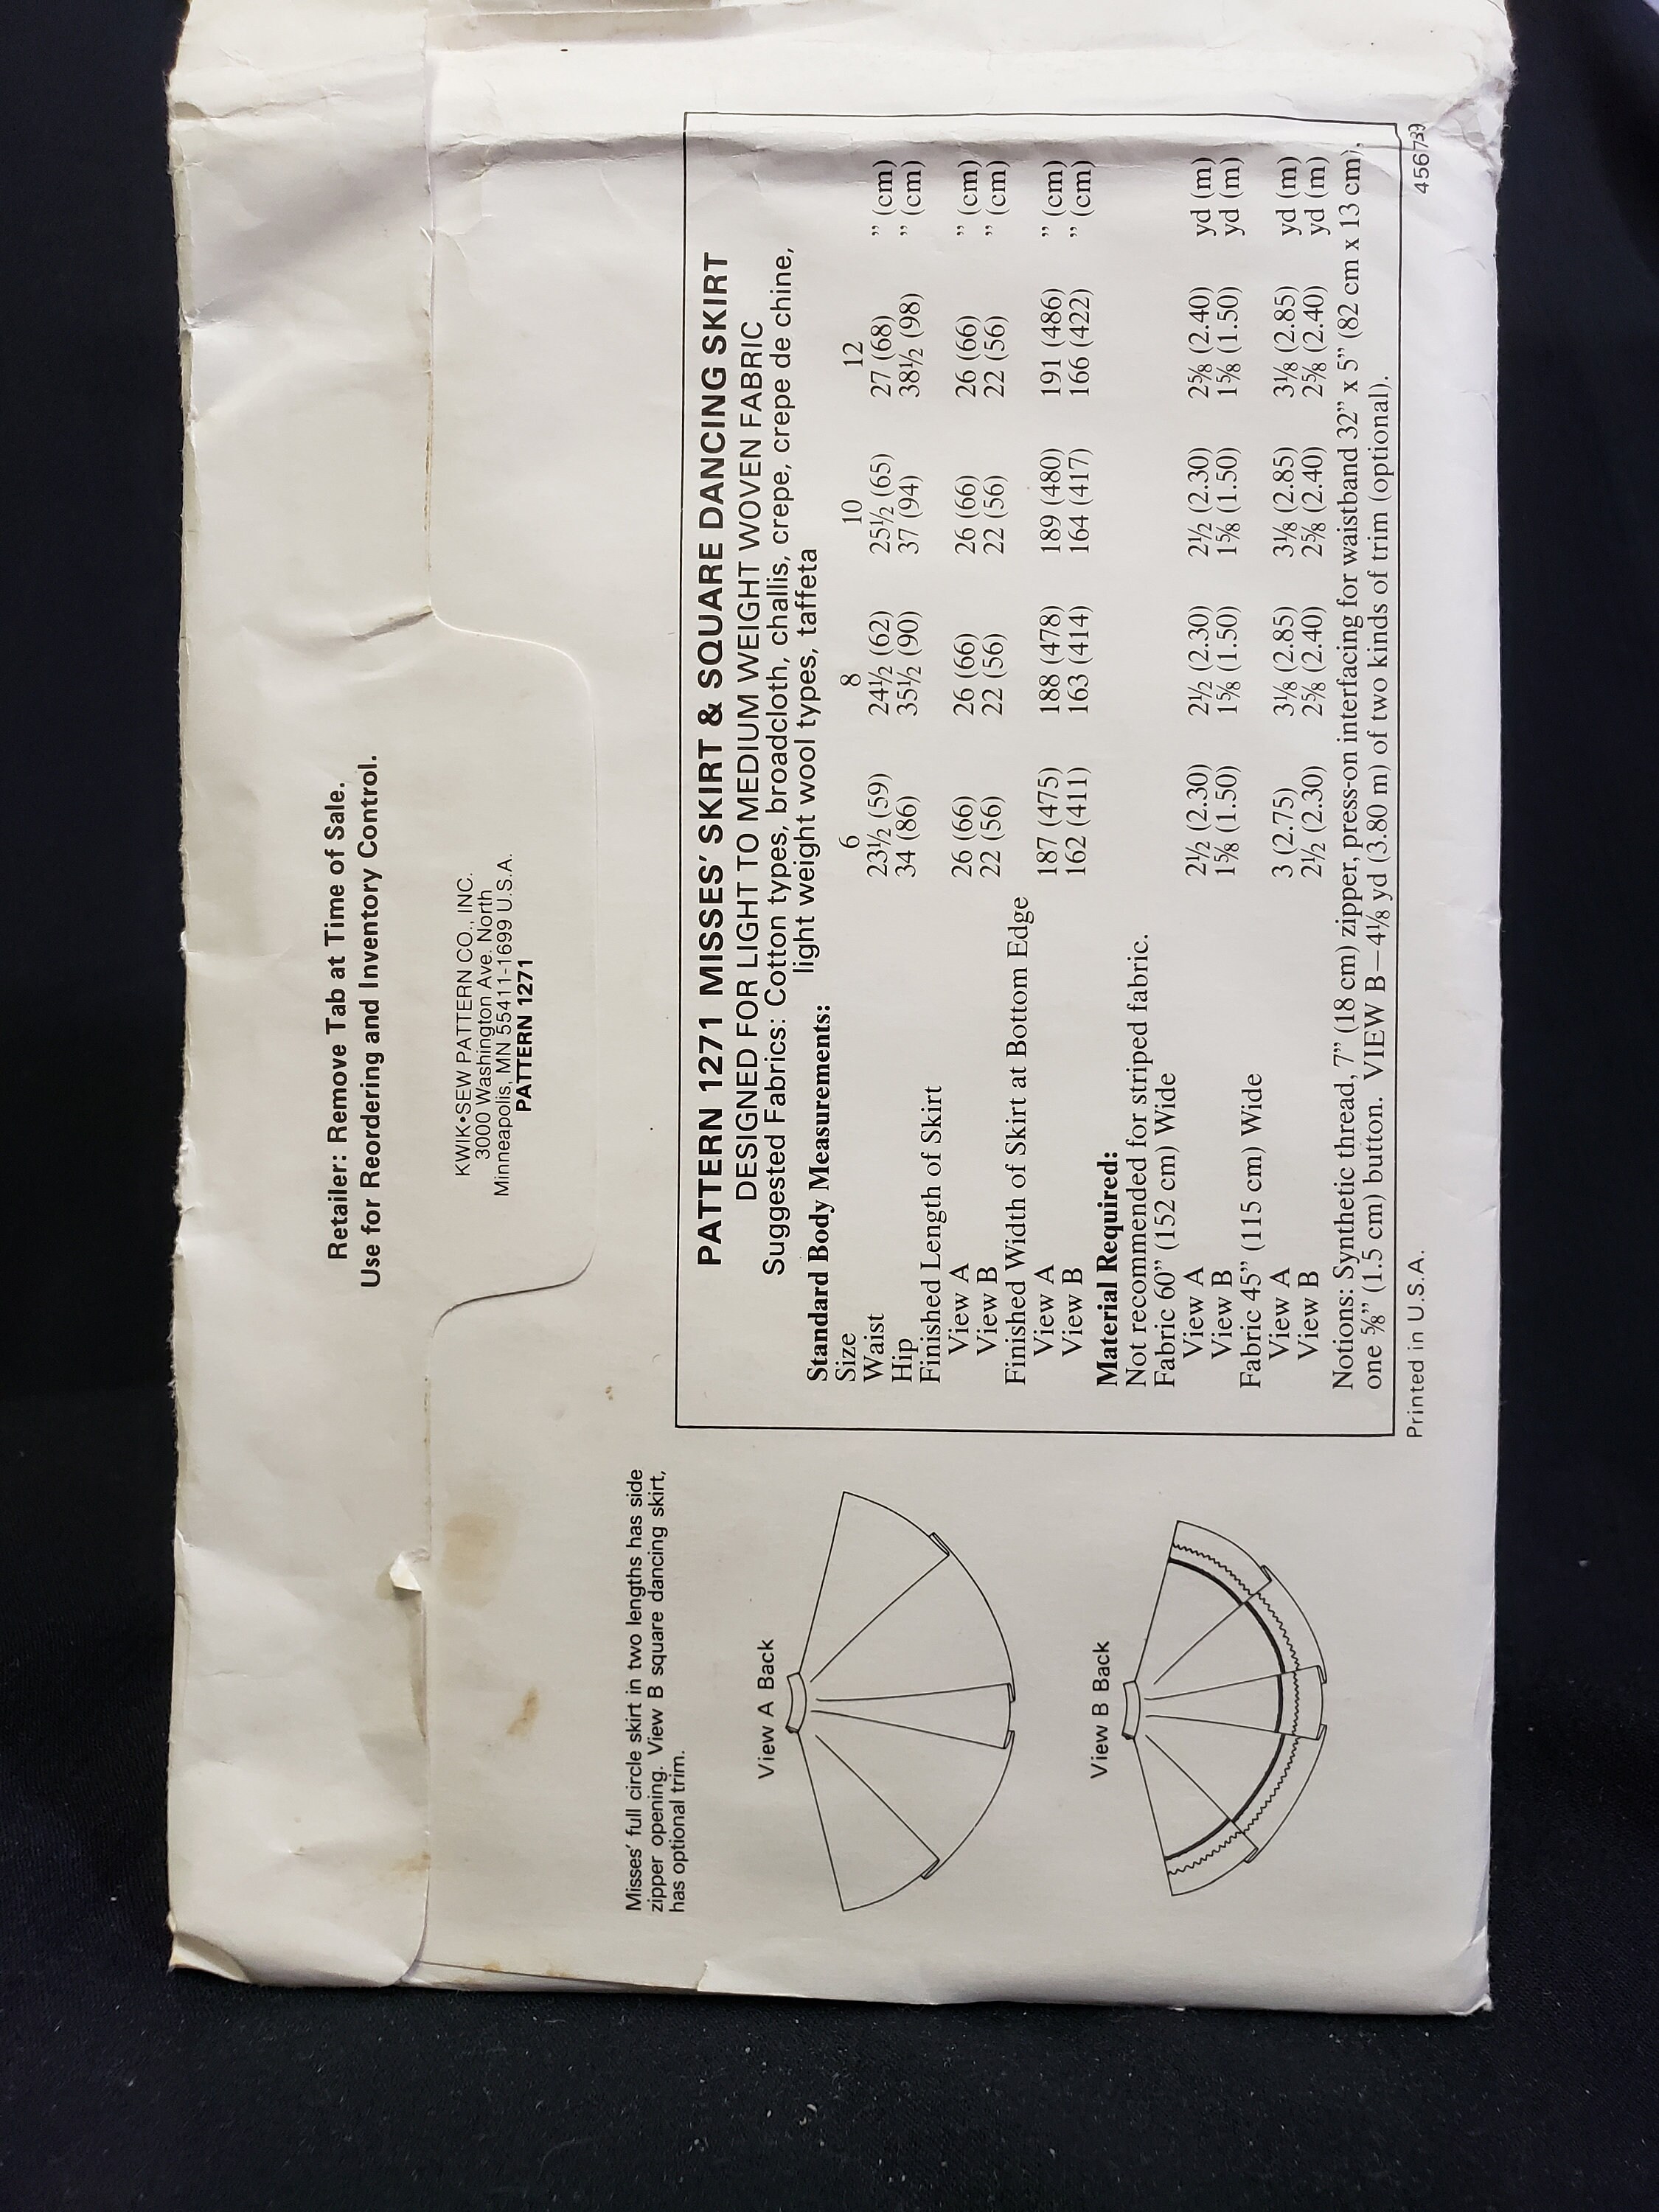 Retailer: Remove Tab at Time of Sale.
Use for Reordering and Inventory Control.
KWIK•SEW PATTERN CO., INC.
3000 Washington Ave. North
Minneapolis, MN 55411-1699 U.S.A.
PATTERN 1271
Misses' full circle skirt in two lengths has side
zipper opening. View B square dancing skirt,
has optional trim.
View A Back
View B Back
PATTERN 1271 MISSES' SKIRT & SQUARE DANCING SKIRT
DESIGNED FOR LIGHT TO MEDIUM WEIGHT WOVEN FABRIC
Suggested Fabrics: Cotton types, broadcloth, challis, crepe, crepe de chine,
light weight wool types, taffeta
Standard Body Measurements:
Size 6 8 10 12
Waist 23½ (59) 24½ (62) 25½ (65) 27 (68) ” (cm)
Hip 34 (86) 35½ (90) 37 (94) 38½ (98) ” (cm)
Finished Length of Skirt
View A 26 (66) 26 (66) 26 (66) 26 (66) ” (cm)
View B 22 (56) 22 (56) 22 (56) 22 (56) ” (cm)
Finished Width of Skirt at Bottom Edge
View A 187 (475) 188 (478) 189 (480) 191 (486) ” (cm)
View B 162 (411) 163 (414) 164 (417) 166 (422) ” (cm)
Material Required:
Not recommended for striped fabric.
Fabric 60” (152 cm) Wide
View A 2½ (2.30) 2½ (2.30) 2½ (2.30) 2⅝ (2.40) yd (m)
View B 1⅝ (1.50) 1⅝ (1.50) 1⅝ (1.50) 1⅝ (1.50) yd (m)
Fabric 45” (115 cm) Wide
View A 3 (2.75) 3⅛ (2.85) 3⅛ (2.85) 3⅛ (2.85) yd (m)
View B 2½ (2.30) 2⅝ (2.40) 2⅝ (2.40) 2⅝ (2.40) yd (m)
Notions: Synthetic thread, 7” (18 cm) zipper, press-on interfacing for waistband 32” x 5” (82 cm x 13 cm),
one ⅝” (1.5 cm) button. VIEW B—4⅛ yd (3.80 m) of two kinds of trim (optional).
Printed in U.S.A.